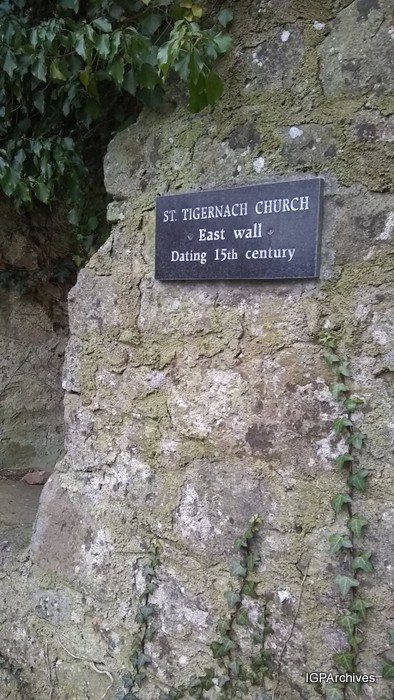 ST. TIGERNACH CHURCH
East wall
Dating 15th century
IGPArchives